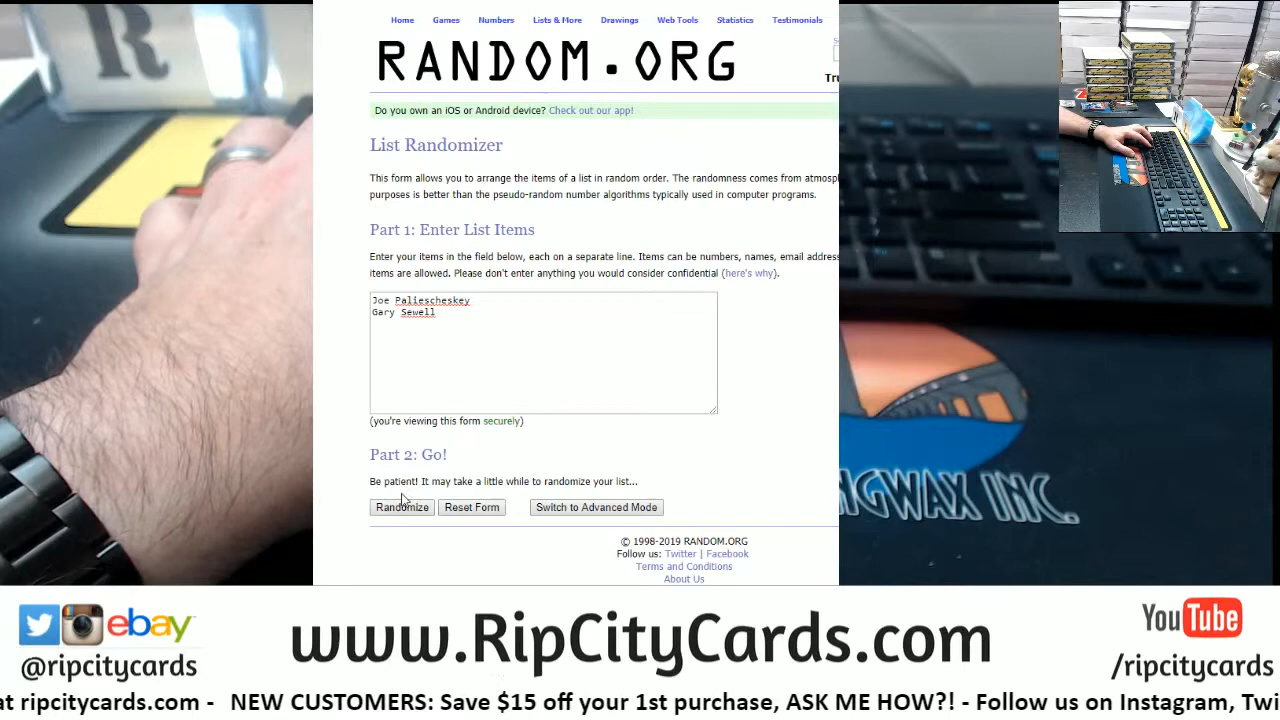 Home Games Numbers Lists & More Drawings Web Tools Statistics Testimonials
RANDOM.ORG
Do you own an iOS or Android device? Check out our app!
List Randomizer
This form allows you to arrange the items of a list in random order. The randomness comes from
purposes is better than the pseudo-random number algorithms typically used in computer programs.
Part 1: Enter List Items
Enter your items in the field below, each on a separate line. Items can be numbers, names, email
items are allowed. Please don't enter anything you would consider confidential (here's why).
Joe Paliescheskey
Gary Sewell
(you're viewing this form securely)
Part 2: Go!
Be patient! It may take a little while to randomize your list...
Randomize Reset Form Switch to Advanced Mode
© 1998-2019 RANDOM.ORG
Follow us: Twitter | Facebook
Terms and Conditions
About Us
R
INC.
ebay
@ripcitycards
www.RipCityCards.com
YouTube
/ripcitycards
at ripcitycards.com - NEW CUSTOMERS: Save $15 off your 1st purchase, ASK ME HOW?! - Follow us on Instagram,